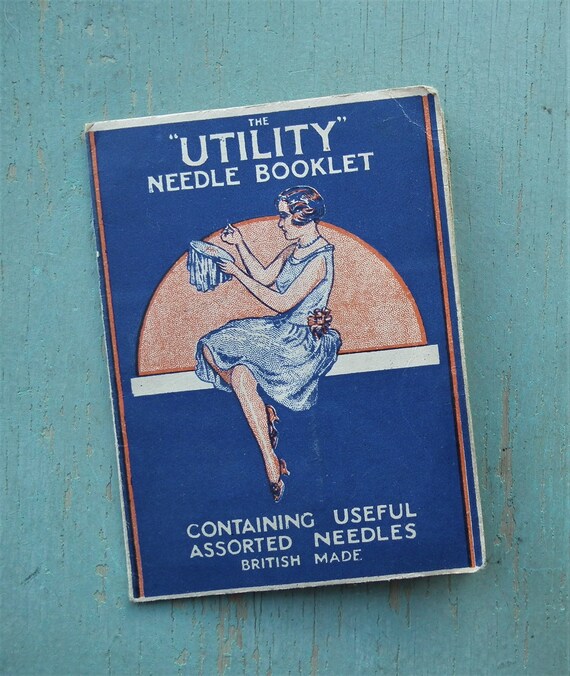 THE
"UTILITY"
NEEDLE BOOKLET
CONTAINING USEFUL
ASSORTED NEEDLES
BRITISH MADE.